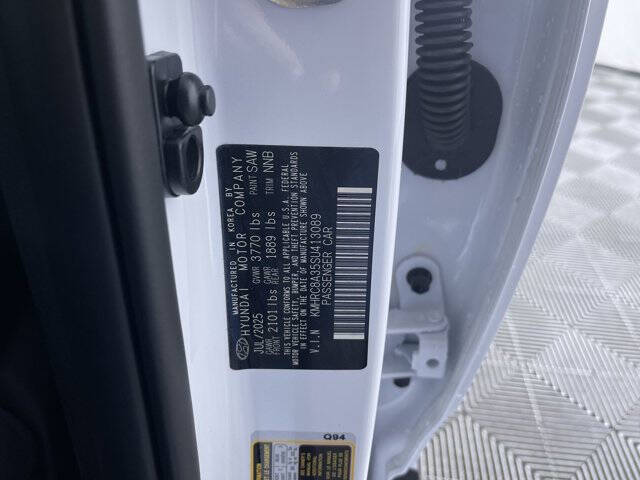 MANUFACTURED IN KOREA BY
HYUNDAI MOTOR COMPANY
JUL/2025 GVWR 3770 lbs PAINT SAW
GAWR FRONT 2101 lbs GAWR REAR 1889 lbs TRIM NNB
THIS VEHICLE CONFORMS TO ALL APPLICABLE U.S.A. FEDERAL
MOTOR VEHICLE SAFETY, BUMPER, AND THEFT PREVENTION STANDARDS
IN EFFECT ON THE DATE OF MANUFACTURE SHOWN ABOVE
V.I.N KMHRC8A35SU413089
PASSENGER CAR
Q94